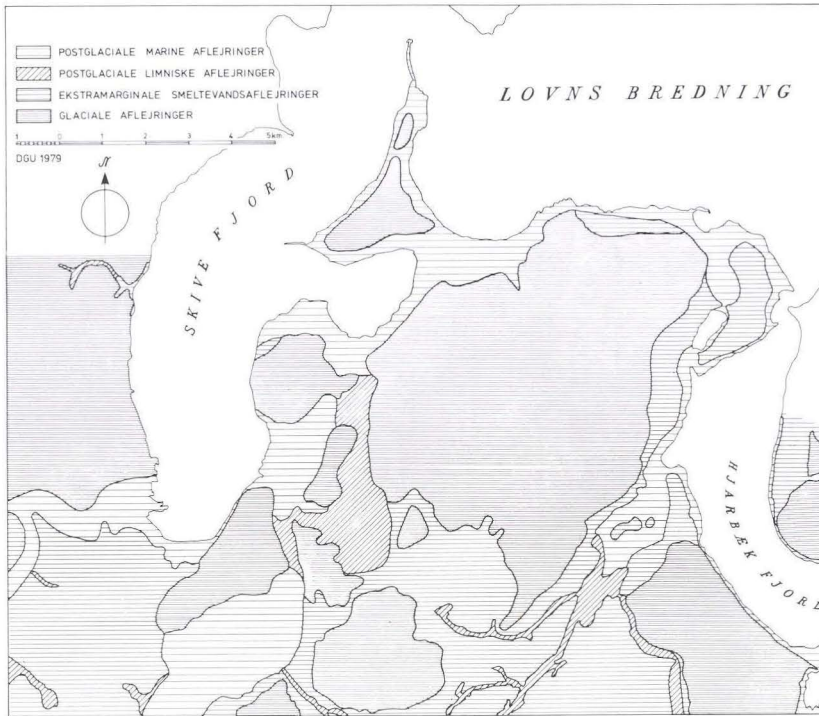 POSTGLACIALE MARINE AFLEJRINGER
POSTGLACIALE LIMNISKE AFLEJRINGER
EKSTRAMARGINALE SMELTEVANDSAFLEJRINGER
GLACIALE AFLEJRINGER
1 0 1 2 3 4 5km
DGU 1979
N
LOVNS BREDNING
SKIVE FJORD
HJARBÆK FJORD